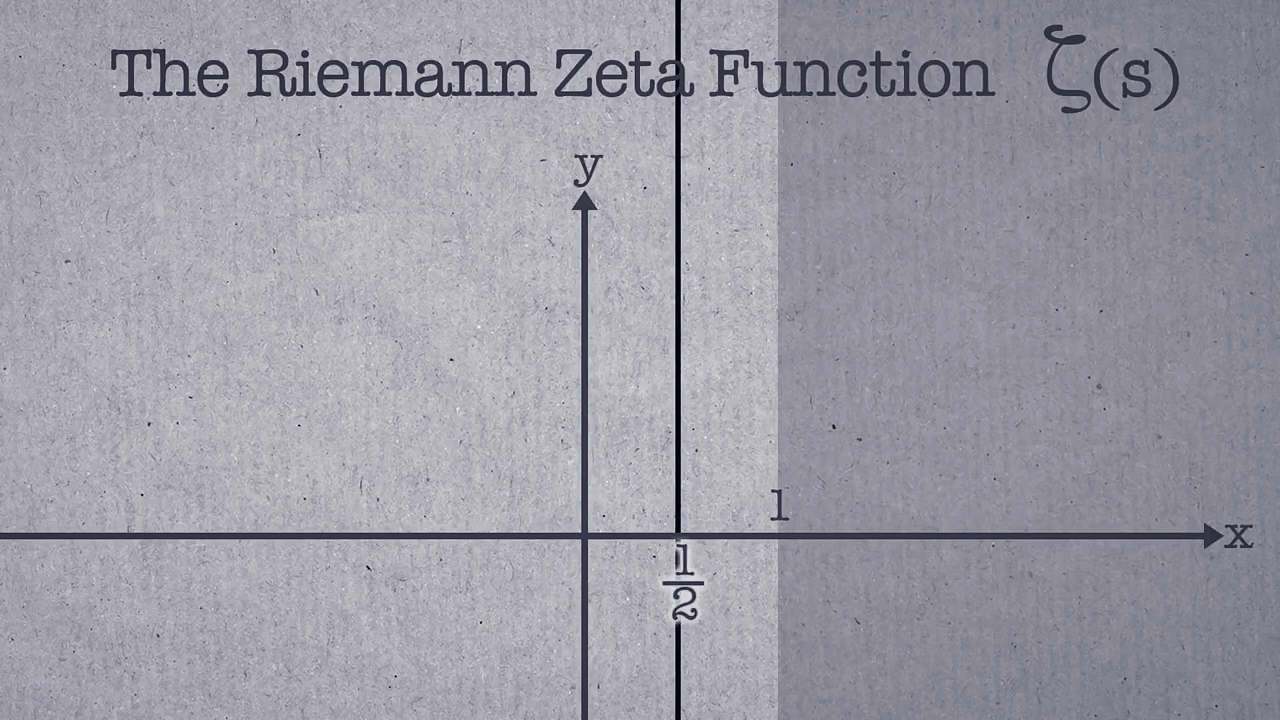 The Riemann Zeta Function ζ(s)
y
1
x
1
2